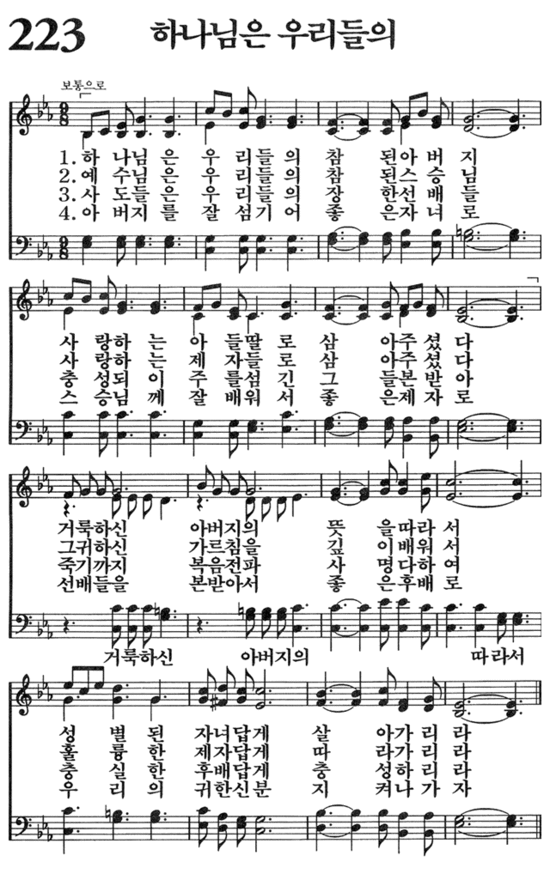 223 하나님은 우리들의
보통으로
1. 하 나님 은 우 리들 의 참 된아 버 지
2. 예 수님 은 우 리들 의 참 된스 승 님
3. 사 도들 은 우 리들 의 장 한선 배 들
4. 아 버지 를 잘 섬기 어 좋 은자 녀 로
사 랑하 는 아 들딸 로 삼 아주 셨 다
사 랑하 는 제 자들 로 삼 아주 셨 다
충 성되 이 주 를섬 긴 그 들본 받 아
스 승님 께 잘 배워 서 좋 은제 자 로
거룩하신 아버지의 뜻 을따라 서
그귀하신 가르침을 깊 이배워 서
죽기까지 복음전파 사 명다하 여
선배들을 본받아서 좋 은후배 로
거룩하신 아버지의 따라서
성 별 된 자녀답게 살 아가 리 라
훌 륭 한 제자답게 따 라가 리 라
충 실 한 후배답게 충 성하 리 라
우 리 의 귀한신분 지 켜나 가 자